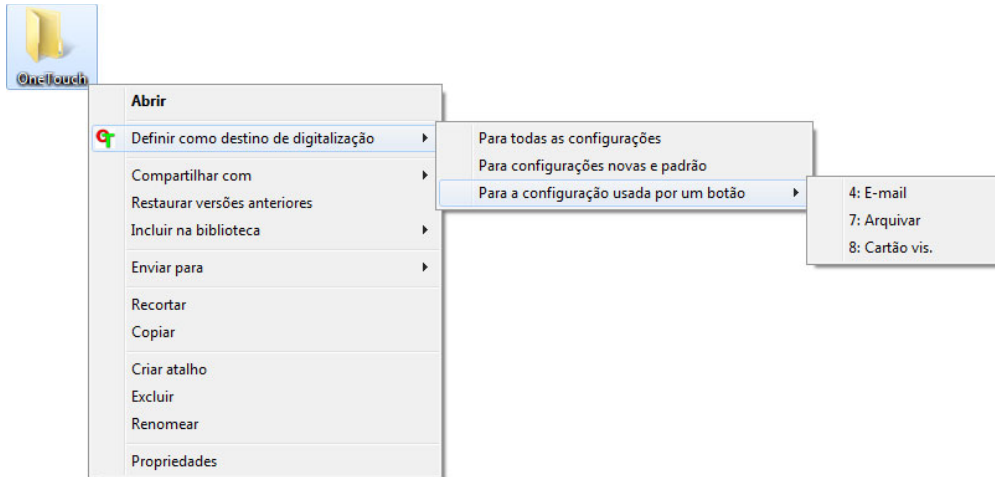 OneTouch
Abrir
Definir como destino de digitalização
Compartilhar com
Restaurar versões anteriores
Incluir na biblioteca
Enviar para
Recortar
Copiar
Criar atalho
Excluir
Renomear
Propriedades
Para todas as configurações
Para configurações novas e padrão
Para a configuração usada por um botão
4: E-mail
7: Arquivar
8: Cartão vis.